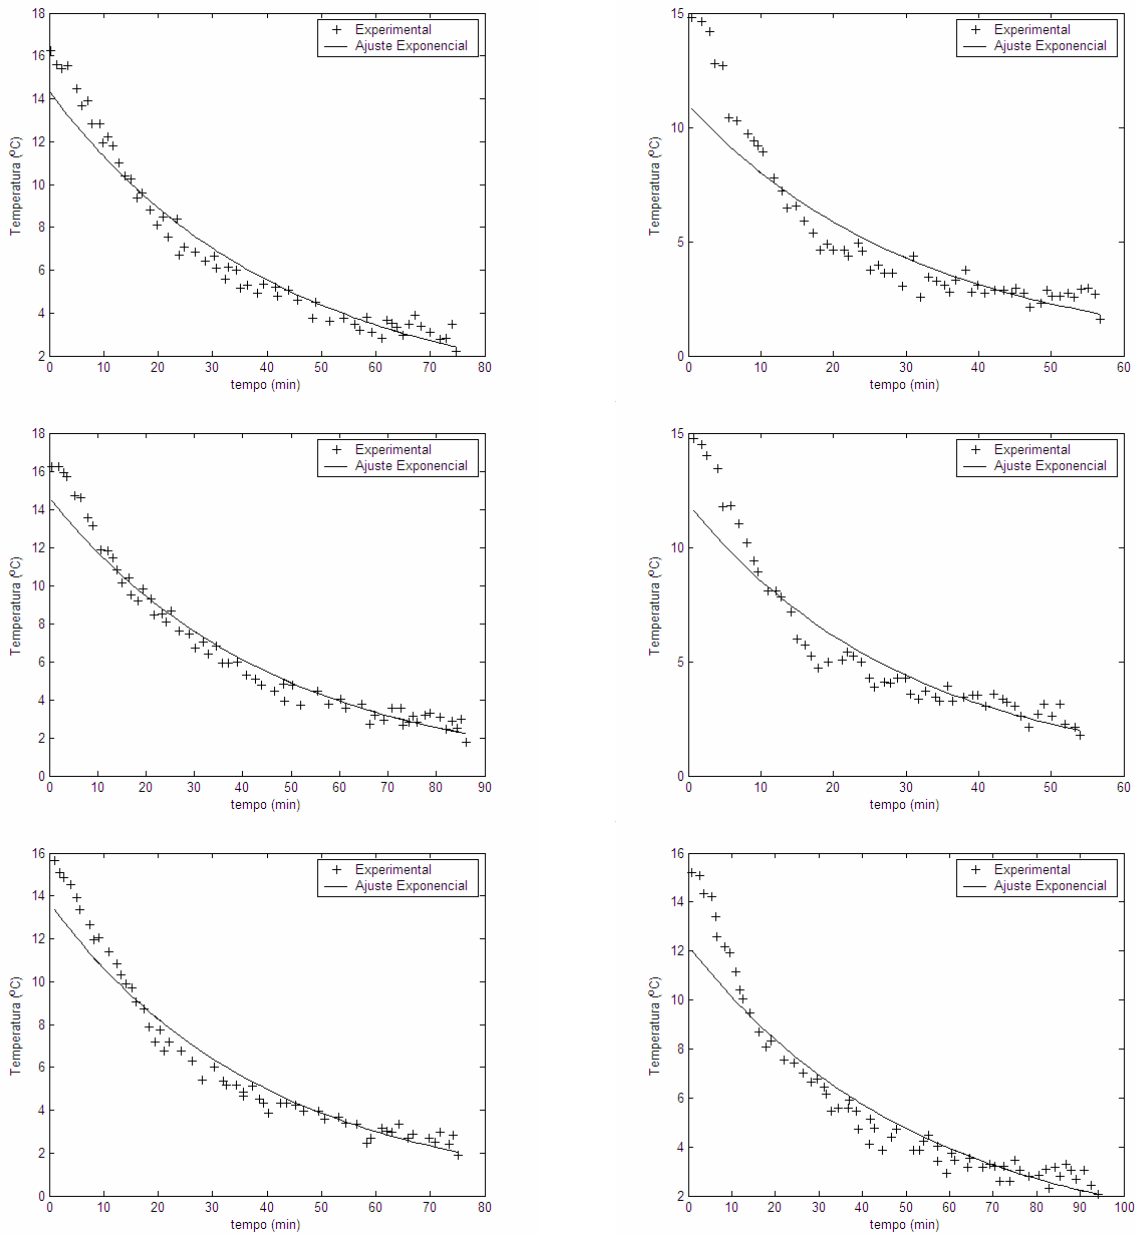 18
16
14
12
10
8
6
4
2
0 10 20 30 40 50 60 70 80
Temperatura (ºC)
tempo (min)
Experimental
Ajuste Exponencial
15
10
5
0
0 10 20 30 40 50 60
Temperatura (ºC)
tempo (min)
Experimental
Ajuste Exponencial
18
16
14
12
10
8
6
4
2
0
0 10 20 30 40 50 60 70 80 90
Temperatura (ºC)
tempo (min)
Experimental
Ajuste Exponencial
15
10
5
0
0 10 20 30 40 50 60
Temperatura (ºC)
tempo (min)
Experimental
Ajuste Exponencial
16
14
12
10
8
6
4
2
0
0 10 20 30 40 50 60 70 80
Temperatura (ºC)
tempo (min)
Experimental
Ajuste Exponencial
16
14
12
10
8
6
4
2
0 10 20 30 40 50 60 70 80 90 100
Temperatura (ºC)
tempo (min)
Experimental
Ajuste Exponencial